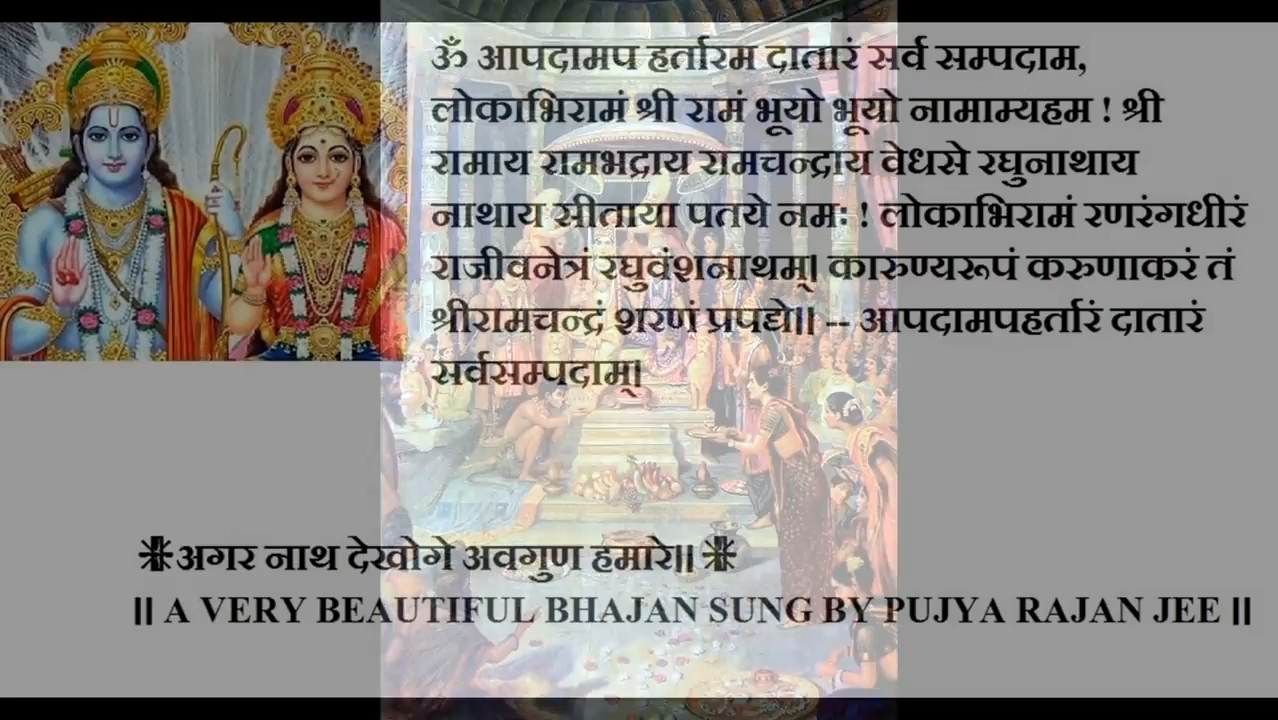 ॐ आपदामप हर्तारम दातारं सर्व सम्पदाम,
लोकाभिरामं श्री रामं भूयो भूयो नामाम्यहम ! श्री
रामाय रामभद्राय रामचन्द्राय वेधसे रघुनाथाय
नाथाय सीताया पतये नमः ! लोकाभिरामं रणरंगधीरं
राजीवनेत्रं रघुवंशनाथम्। कारुण्यरूपं करुणाकरं तं
श्रीरामचन्द्रं शरणं प्रपद्ये॥ -- आपदामपहर्तारं दातारं
सर्वसम्पदाम्।
⁜अगर नाथ देखोगे अवगुण हमारे॥⁜
॥ A VERY BEAUTIFUL BHAJAN SUNG BY PUJYA RAJAN JEE ॥